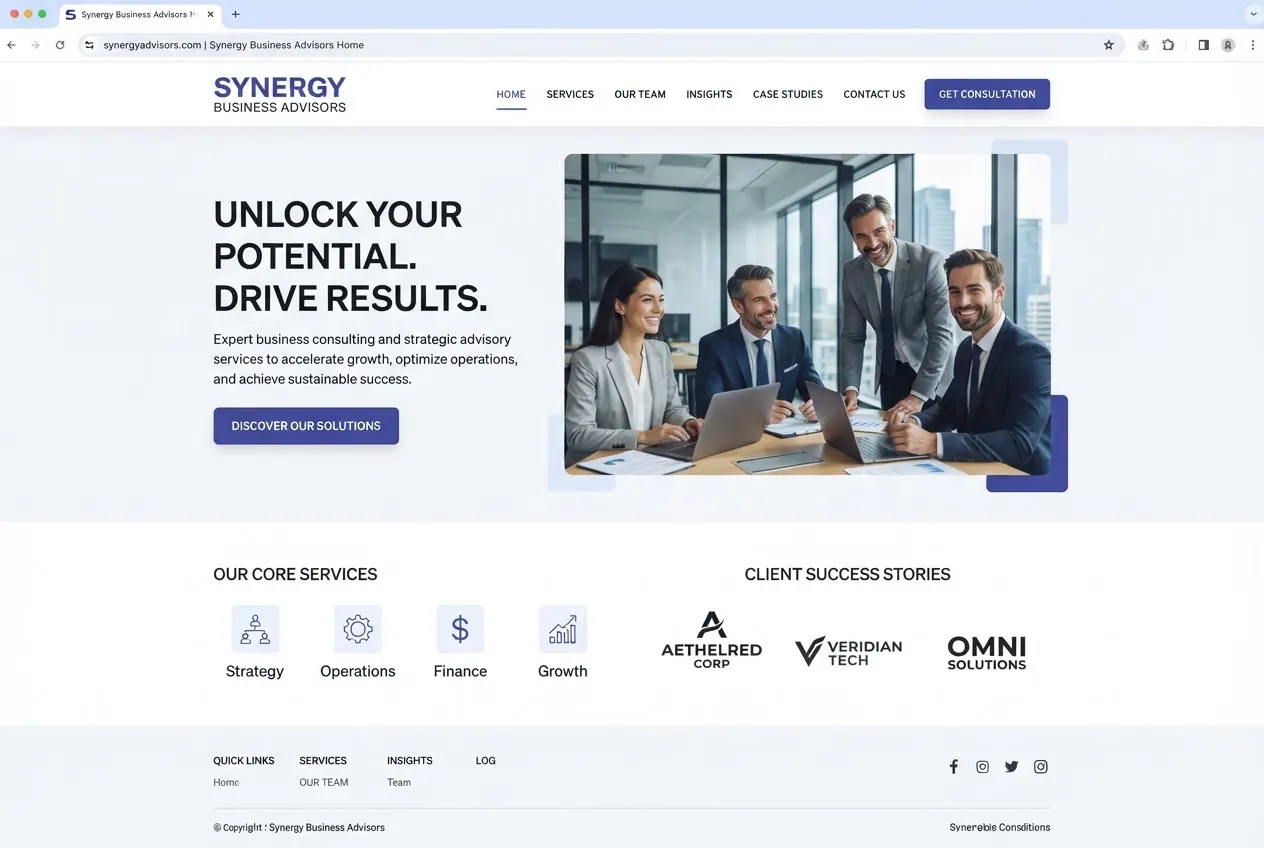 Synergy Business Advisors H
synergyadvisors.com | Synergy Business Advisors Home
SYNERGY
BUSINESS ADVISORS
HOME
SERVICES
OUR TEAM
INSIGHTS
CASE STUDIES
CONTACT US
GET CONSULTATION
UNLOCK YOUR
POTENTIAL.
DRIVE RESULTS.
Expert business consulting and strategic advisory
services to accelerate growth, optimize operations,
and achieve sustainable success.
DISCOVER OUR SOLUTIONS
OUR CORE SERVICES
Strategy
Operations
Finance
Growth
CLIENT SUCCESS STORIES
AETHELRED
CORP
VERIDIAN
TECH
OMNI
SOLUTIONS
QUICK LINKS
Home
SERVICES
OUR TEAM
INSIGHTS
Team
LOG
© Copyright : Synergy Business Advisors